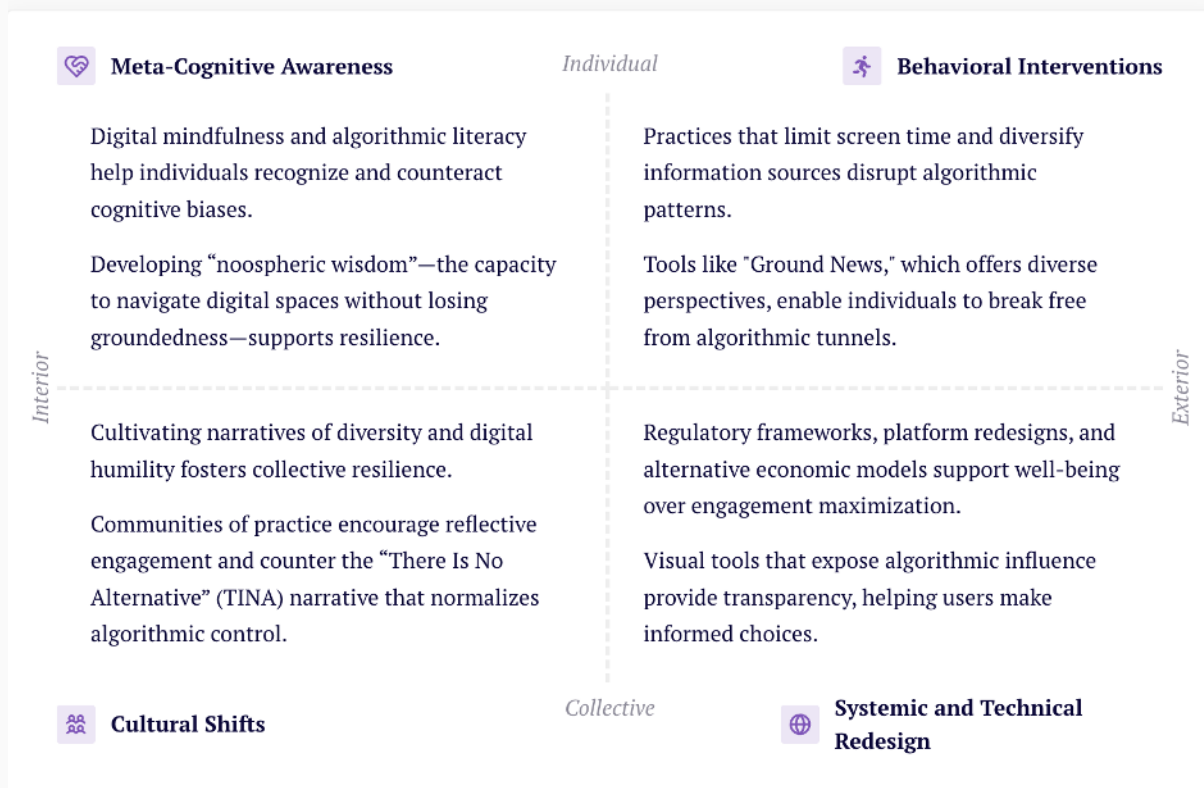 Meta-Cognitive Awareness
Individual
Behavioral Interventions
Digital mindfulness and algorithmic literacy
help individuals recognize and counteract
cognitive biases.
Developing “noospheric wisdom”—the capacity
to navigate digital spaces without losing
groundedness—supports resilience.
Practices that limit screen time and diversify
information sources disrupt algorithmic
patterns.
Tools like "Ground News," which offers diverse
perspectives, enable individuals to break free
from algorithmic tunnels.
Interior
Exterior
Cultivating narratives of diversity and digital
humility fosters collective resilience.
Communities of practice encourage reflective
engagement and counter the “There Is No
Alternative” (TINA) narrative that normalizes
algorithmic control.
Regulatory frameworks, platform redesigns, and
alternative economic models support well-being
over engagement maximization.
Visual tools that expose algorithmic influence
provide transparency, helping users make
informed choices.
Cultural Shifts
Collective
Systemic and Technical
Redesign